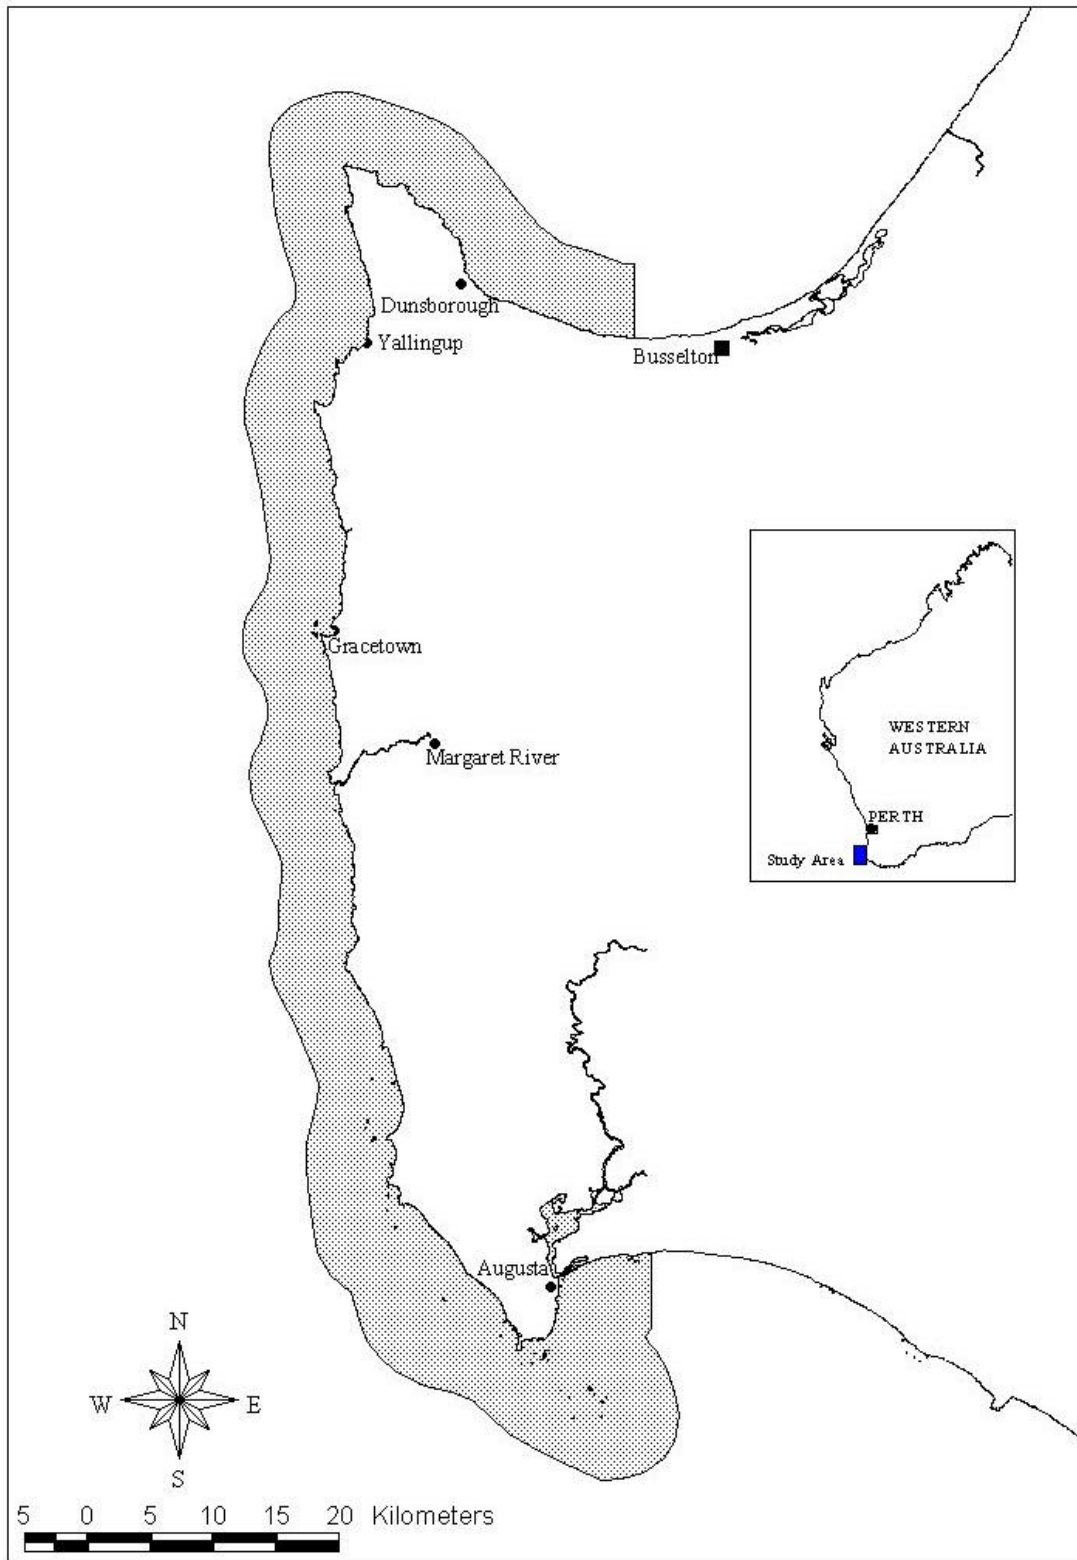 Dunsborough
Yallingup
Busselton
Gracetown
Margaret River
WESTERN
AUSTRALIA
PERTH
Study Area
Augusta
N
W E
S
5 0 5 10 15 20 Kilometers